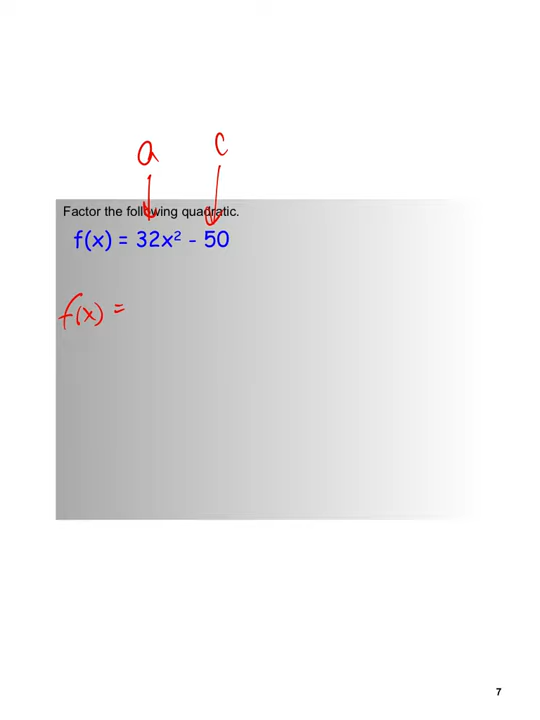 a c
Factor the following quadratic.
f(x) = 32x² - 50
f(x) =
7